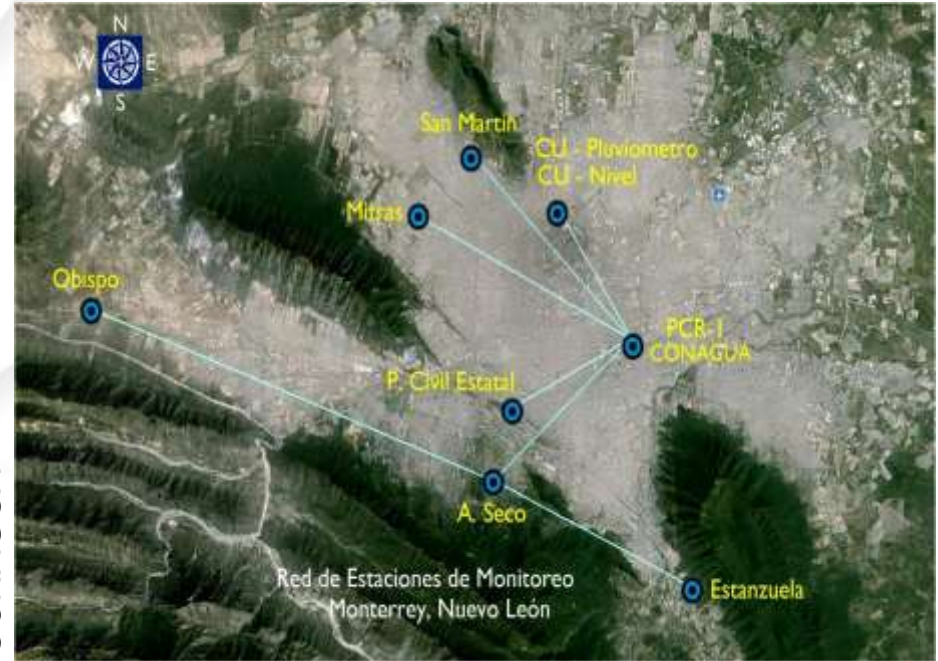 N
W E
S
San Martin
CU - Pluviometro
CU - Nivel
Mitras
Obispo
PCR-1
CONAGUA
P. Civil Estatal
A. Seco
Red de Estaciones de Monitoreo
Monterrey, Nuevo León
Estanzuela